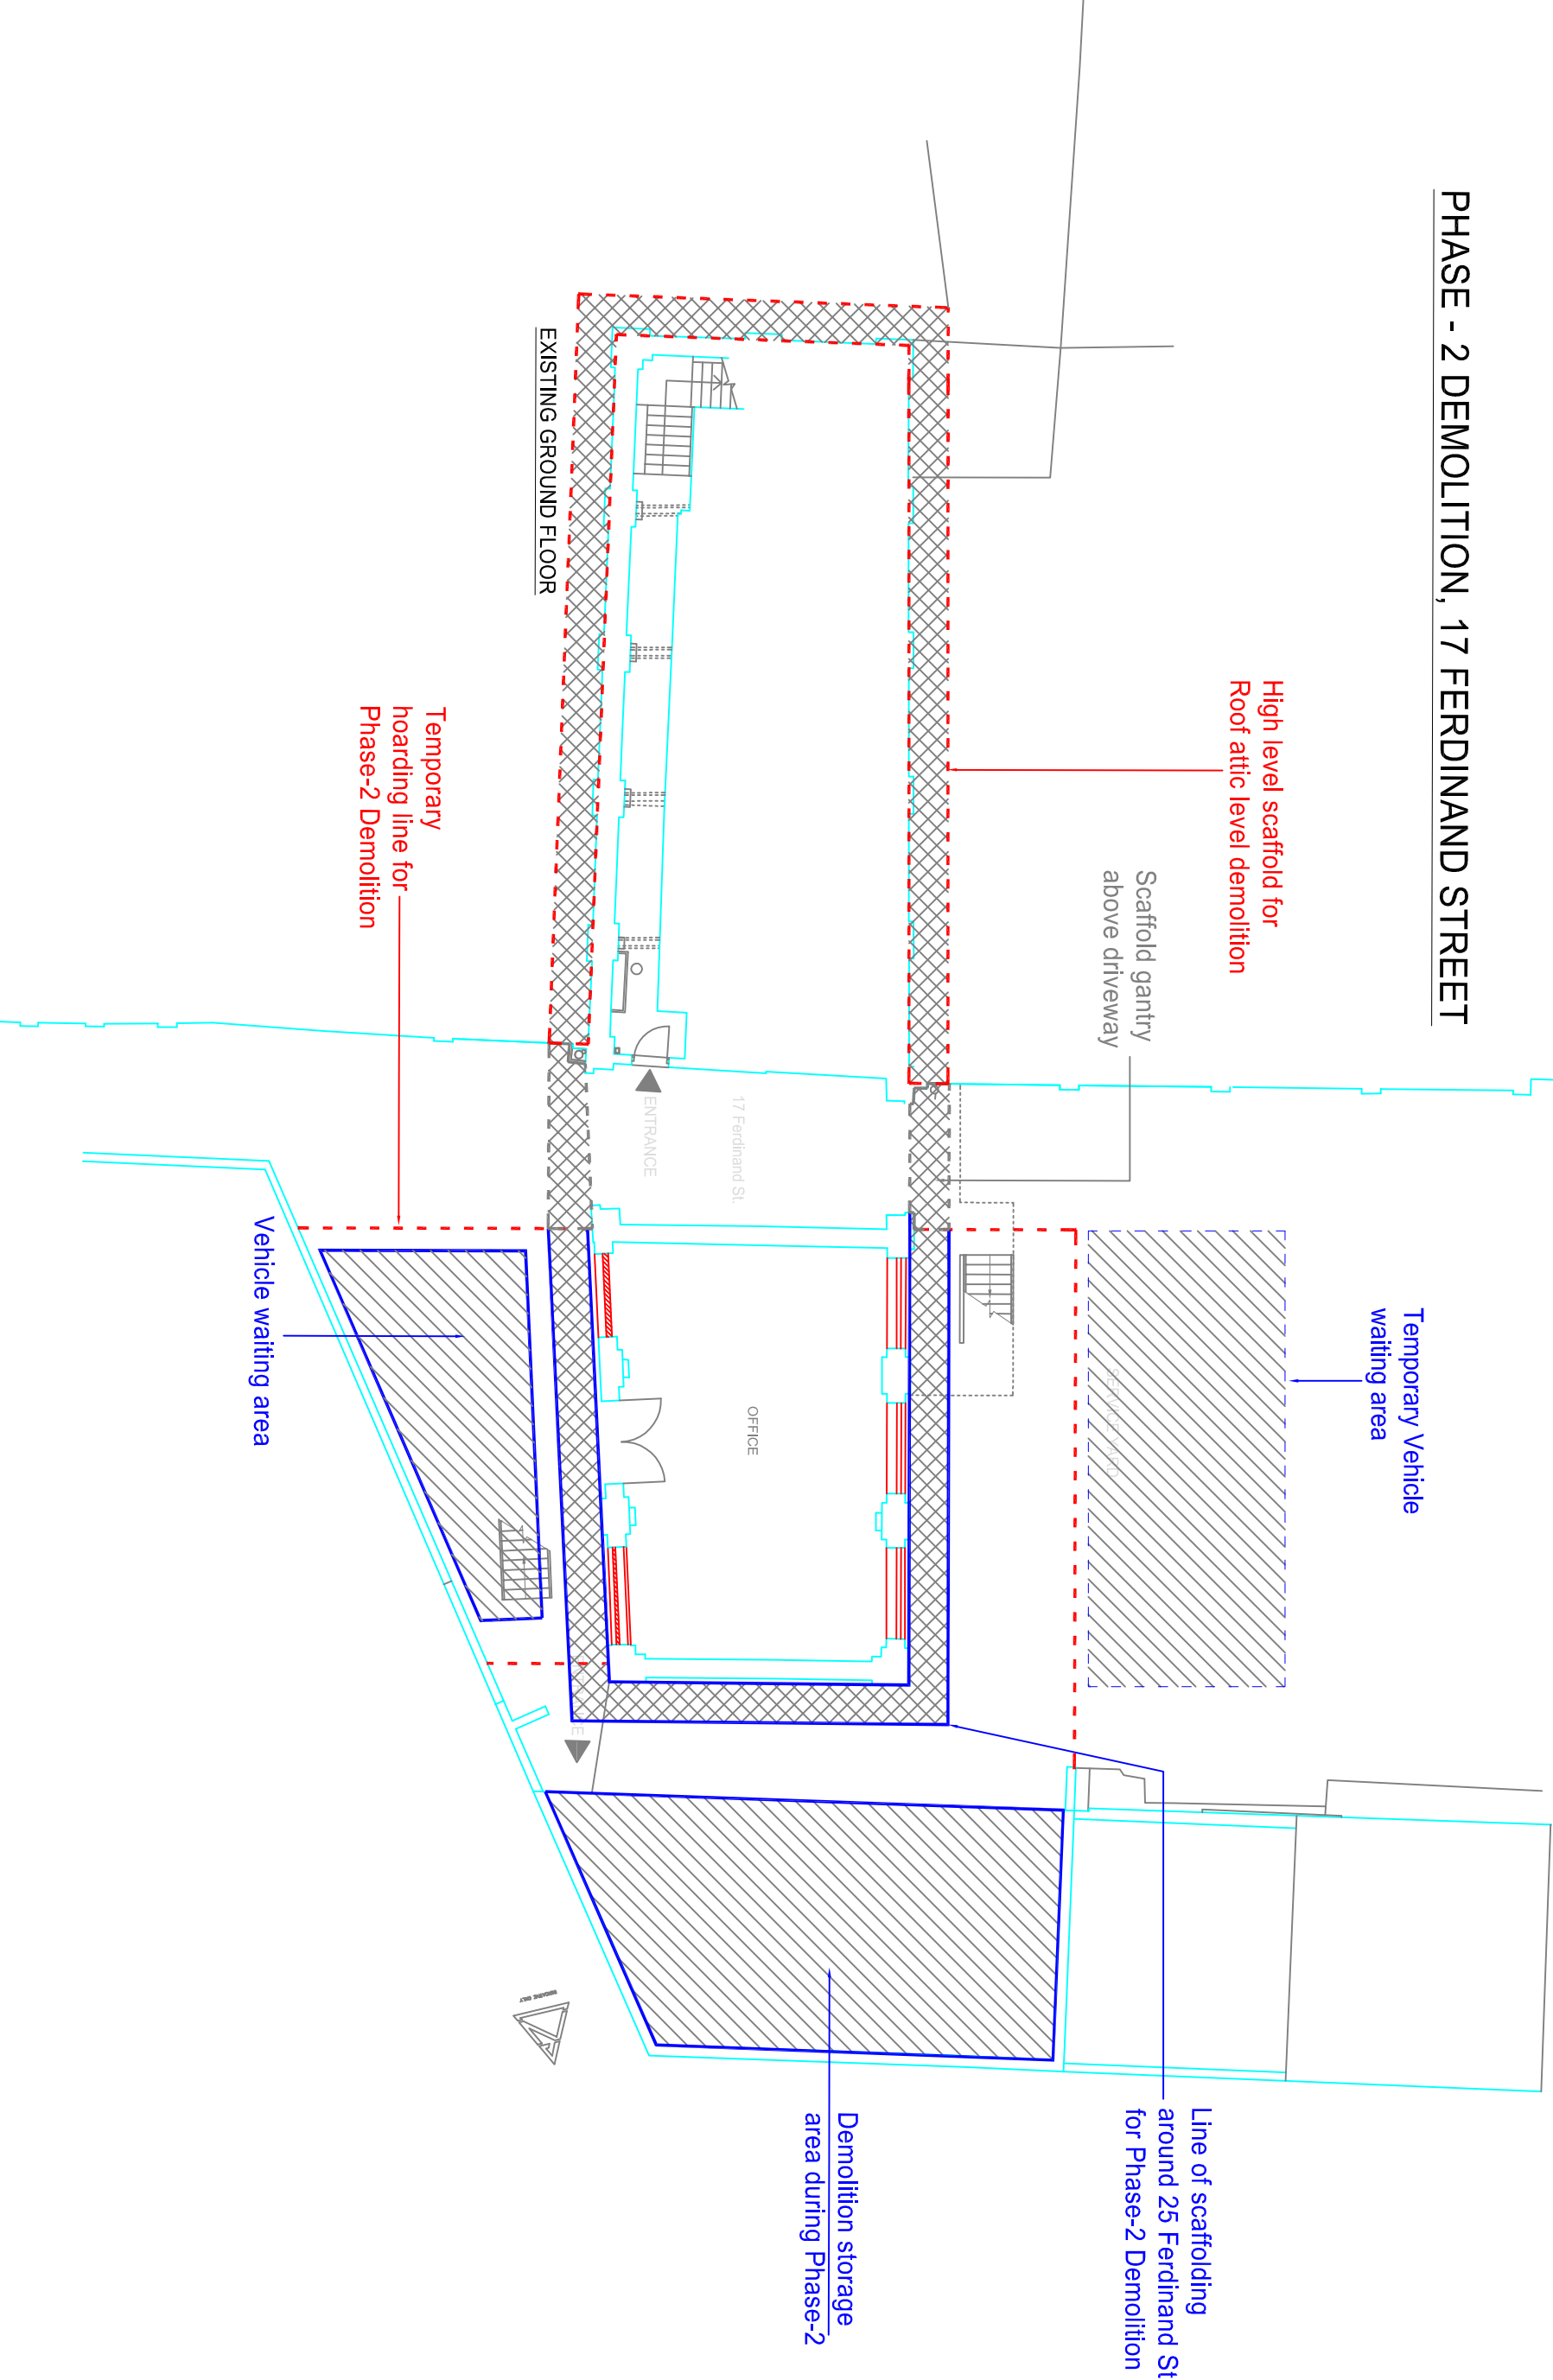 PHASE - 2 DEMOLITION, 17 FERDINAND STREET
High level scaffold for
Roof attic level demolition
Scaffold gantry
above driveway
Temporary Vehicle
waiting area
Line of scaffolding
around 25 Ferdinand St
for Phase-2 Demolition
EXISTING GROUND FLOOR
17 Ferdinand St.
ENTRANCE
OFFICE
SERVICE YARD
Demolition storage
area during Phase-2
Temporary
hoarding line for
Phase-2 Demolition
Vehicle waiting area
ENTRANCE